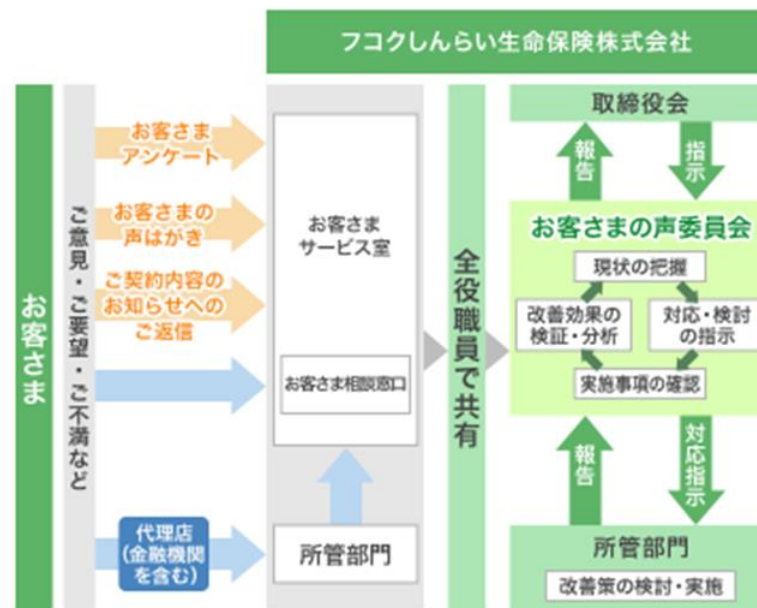 フコクしんらい生命保険株式会社
お客さま
ご意見・ご要望・ご不満など
お客さま
アンケート
お客さまの
声はがき
ご契約内容の
お知らせへの
ご返信
代理店
(金融機関
を含む)
お客さま
サービス室
お客さま相談窓口
所管部門
全役職員で共有
取締役会
報告
指示
お客さまの声委員会
現状の把握
改善効果の
検証・分析
対応・検討
の指示
実施事項の確認
報告
対応指示
所管部門
改善策の検討・実施